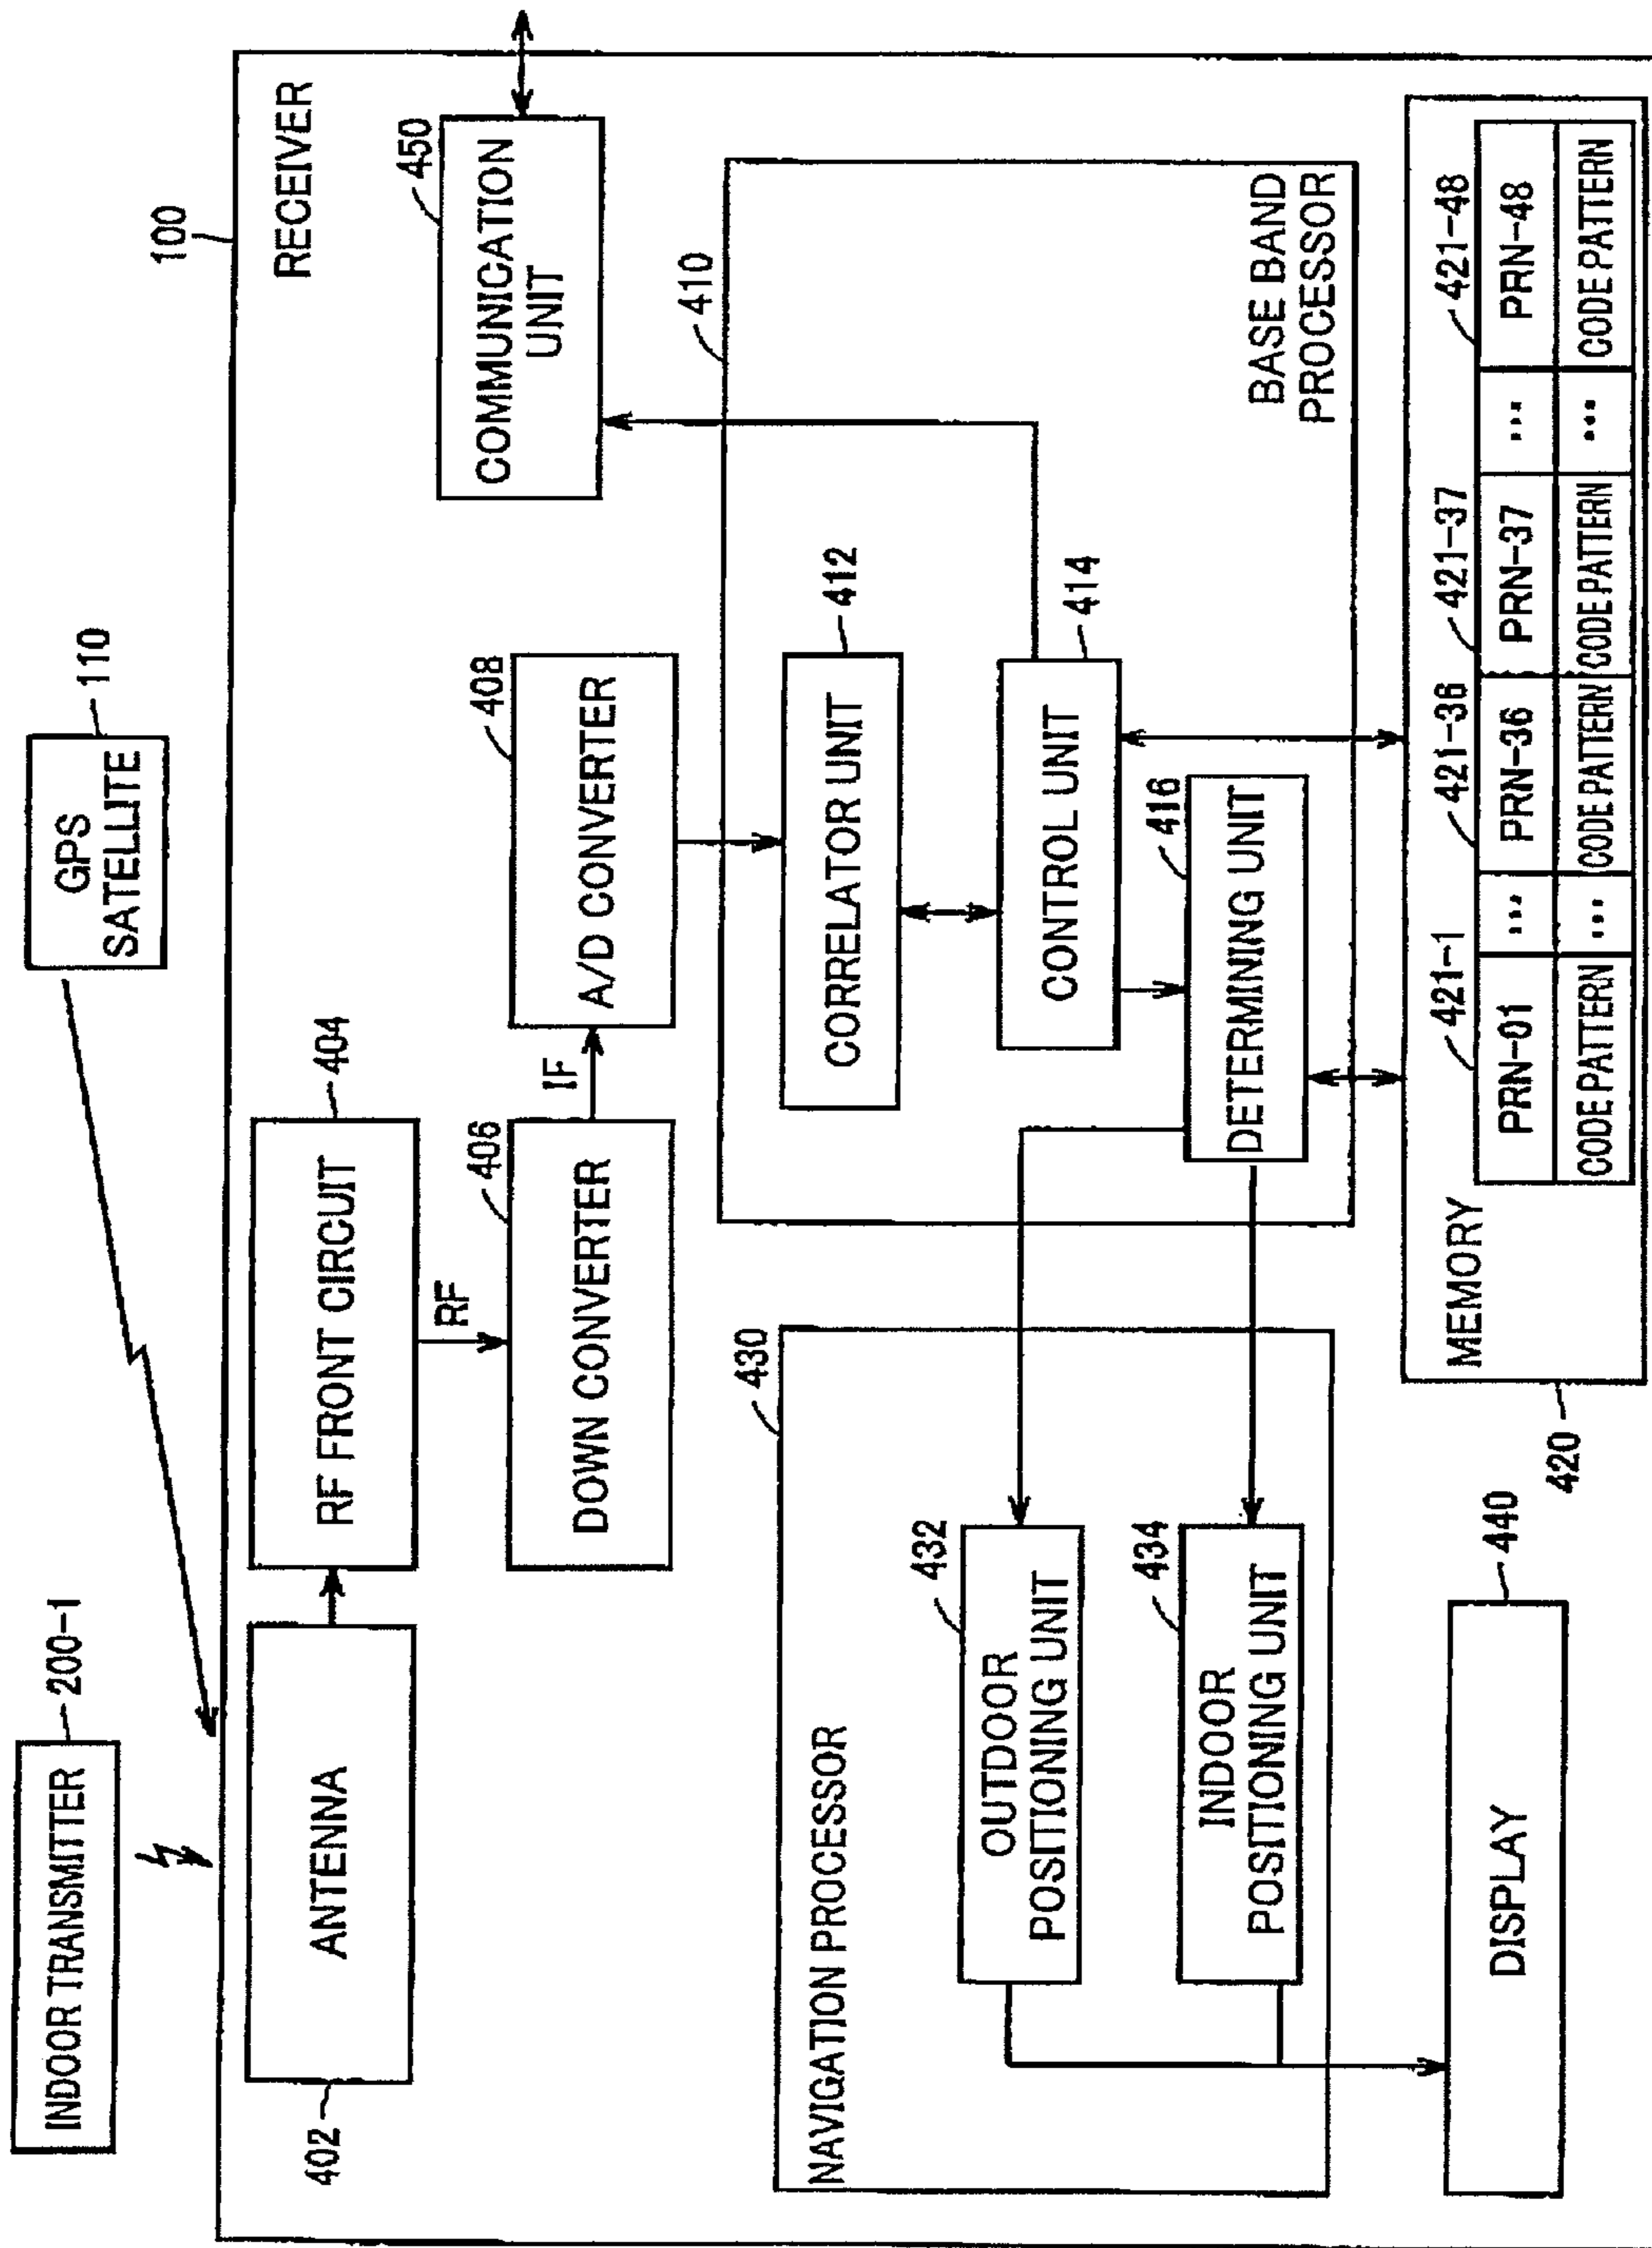 INDOOR TRANSMITTER
200-1
GPS
SATELLITE
110
100
RECEIVER
402
ANTENNA
RF FRONT CIRCUIT
404
RF
406
DOWN CONVERTER
IF
408
A/D CONVERTER
450
COMMUNICATION
UNIT
410
BASE BAND
PROCESSOR
CORRELATOR UNIT
412
CONTROL UNIT
414
416
DETERMINING UNIT
430
NAVIGATION PROCESSOR
432
OUTDOOR
POSITIONING UNIT
434
INDOOR
POSITIONING UNIT
440
DISPLAY
420
MEMORY
421-1
421-36
421-37
421-48
PRN-01
...
PRN-36
PRN-37
...
PRN-48
CODE PATTERN
...
CODE PATTERN
CODE PATTERN
...
CODE PATTERN